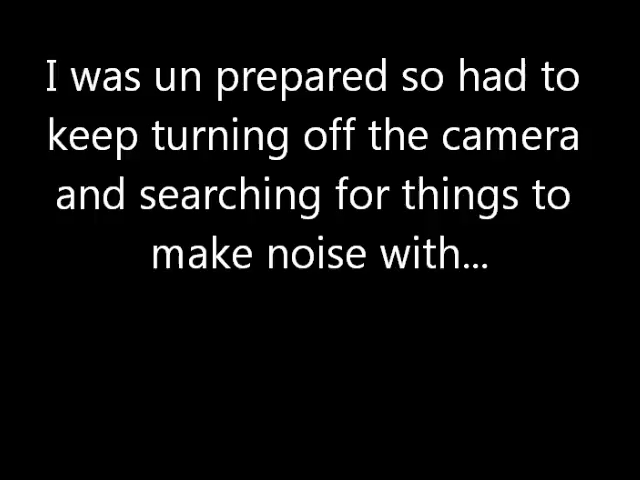 I was un prepared so had to
keep turning off the camera
and searching for things to
make noise with...